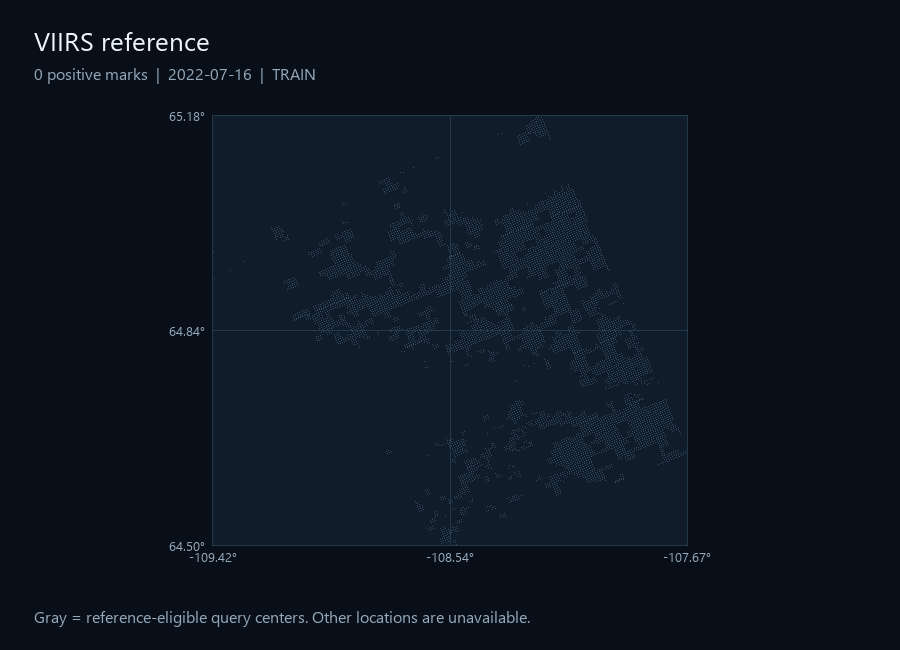 VIIRS reference
0 positive marks | 2022-07-16 | TRAIN
65.18°
64.84°
64.50°
-109.42°
-108.54°
-107.67°
Gray = reference-eligible query centers. Other locations are unavailable.